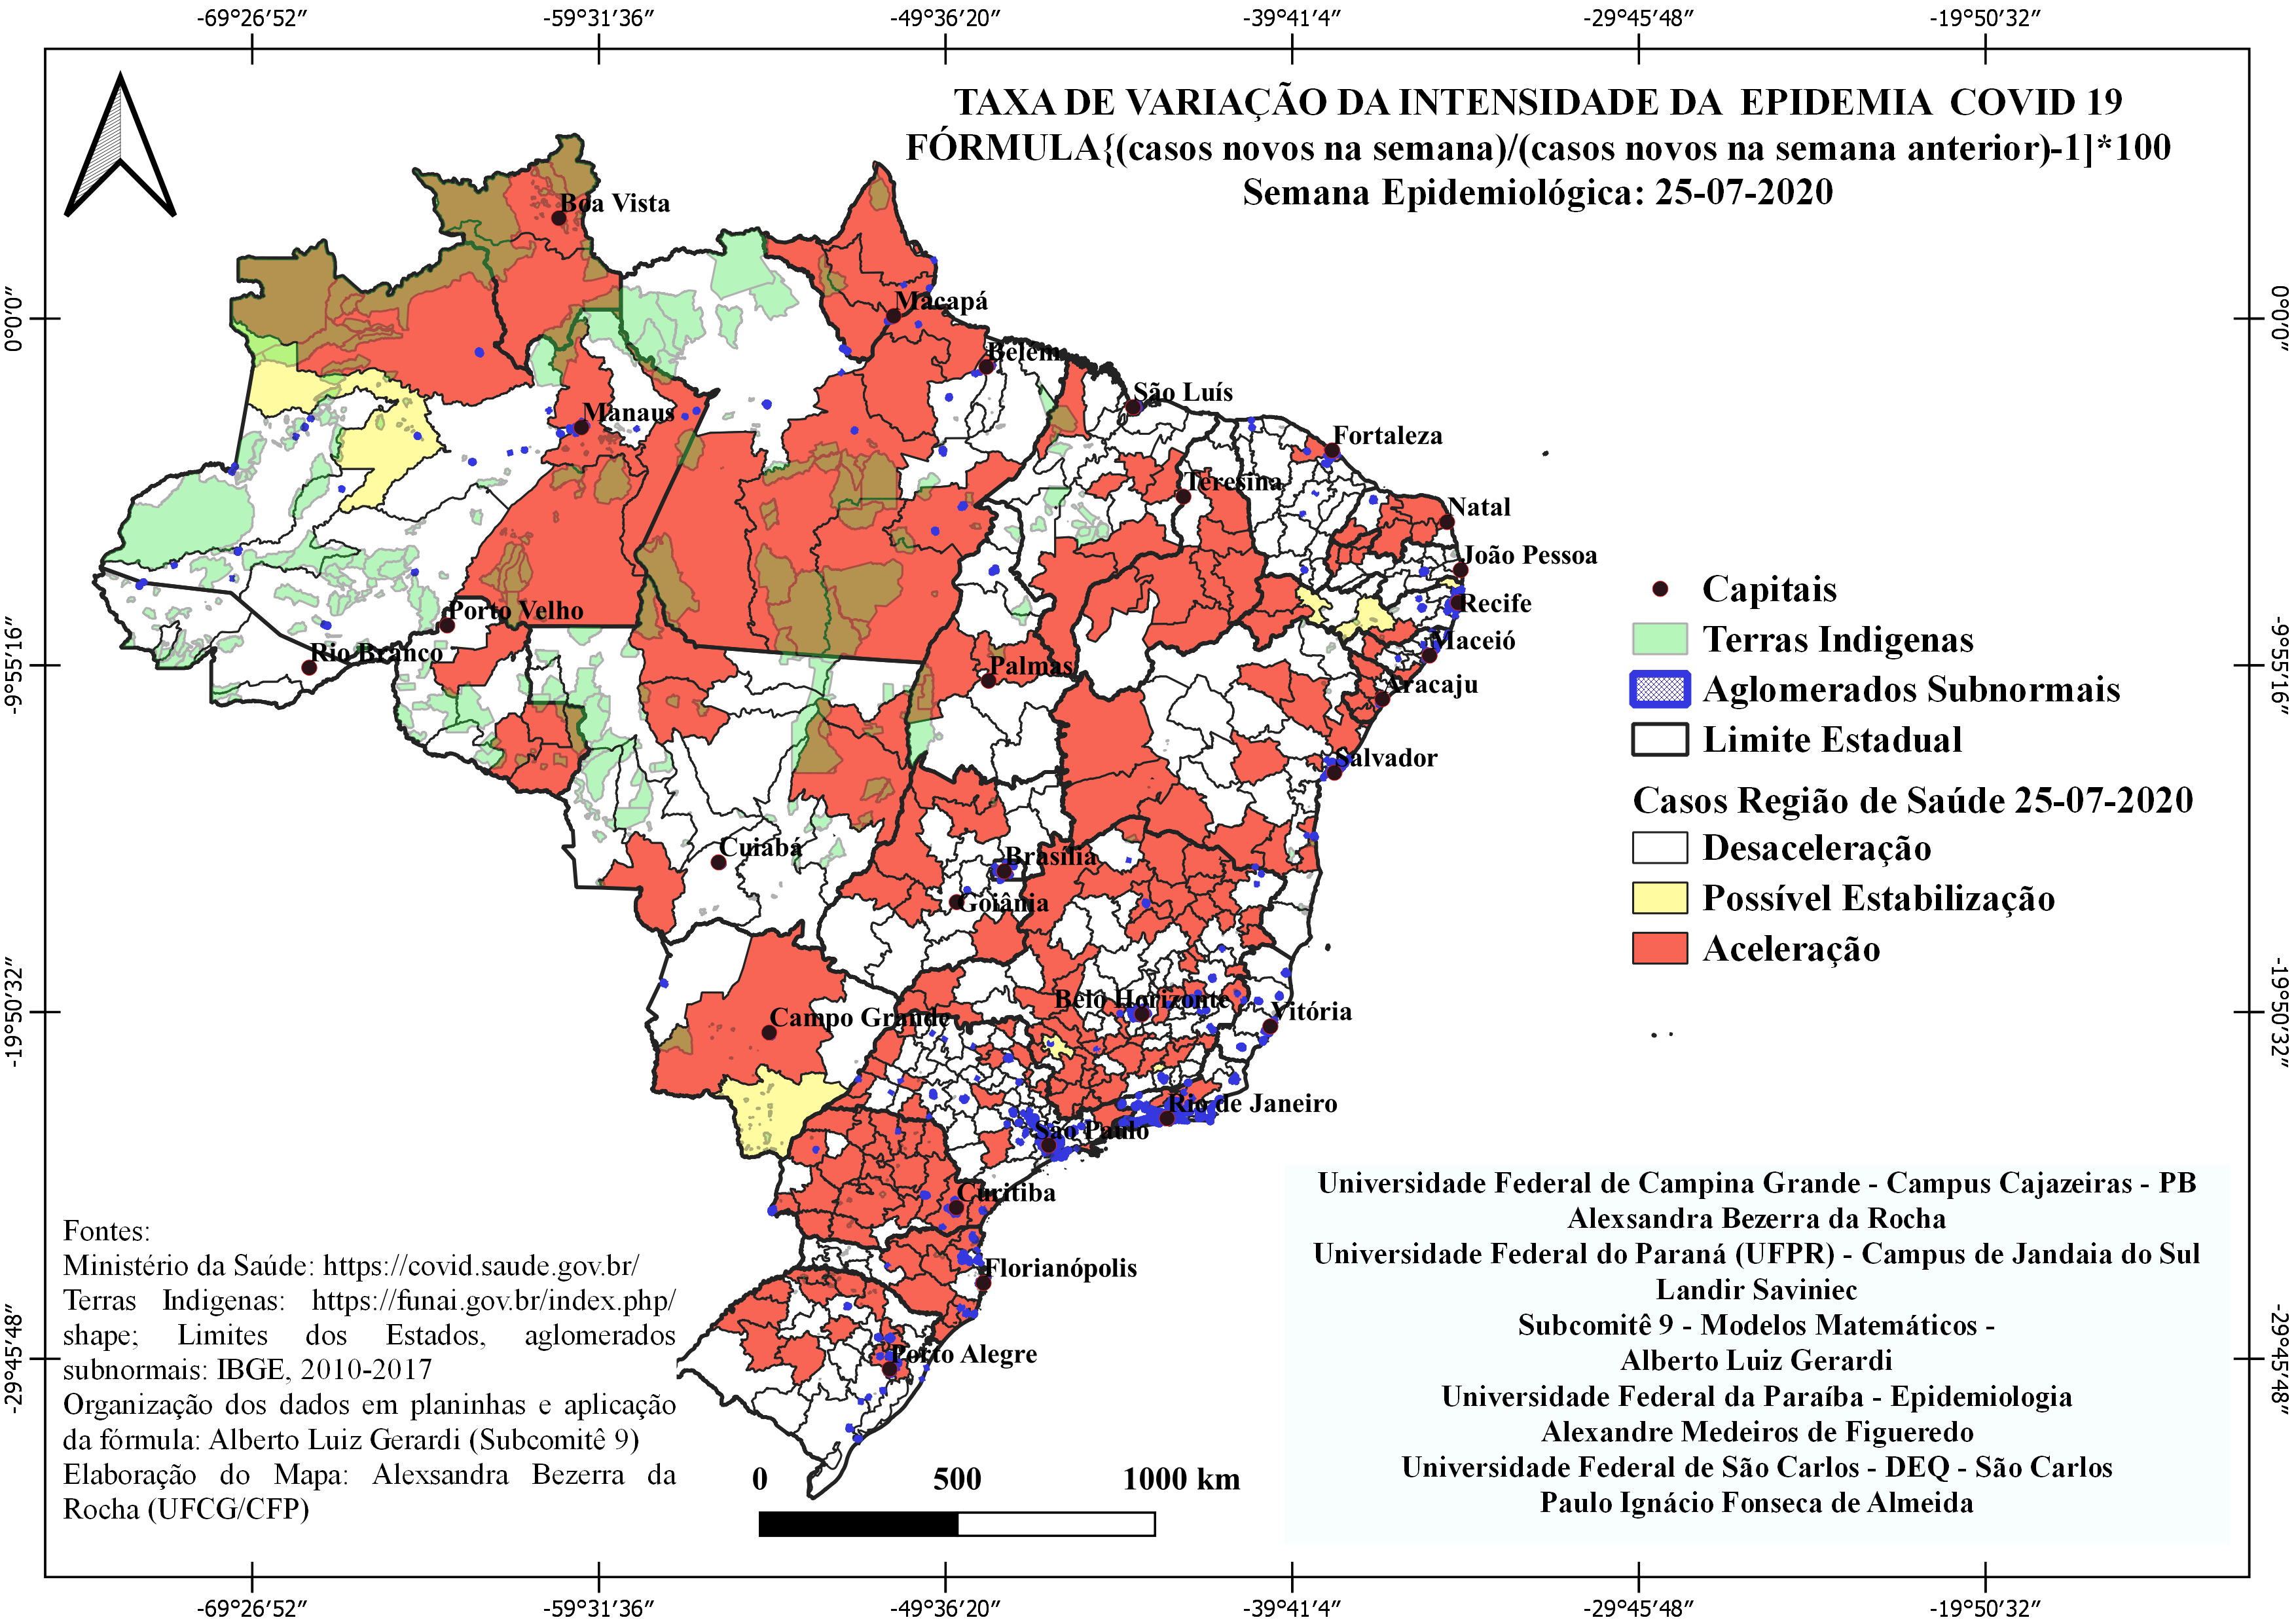 -69°26′52″
-59°31′36″
-49°36′20″
-39°41′4″
-29°45′48″
-19°50′32″
TAXA DE VARIAÇÃO DA INTENSIDADE DA EPIDEMIA COVID 19
FÓRMULA{(casos novos na semana)/(casos novos na semana anterior)-1]*100
Semana Epidemiológica: 25-07-2020
0°0′0″
0°0′0″
-9°55′16″
-9°55′16″
-19°50′32″
-19°50′32″
-29°45′48″
-29°45′48″
Boa Vista
Macapá
Belém
São Luís
Manaus
Fortaleza
Teresina
Natal
João Pessoa
Recife
Porto Velho
Maceió
Rio Branco
Palmas
Aracaju
Salvador
Cuiabá
Brasília
Goiânia
Belo Horizonte
Campo Grande
Vitória
Rio de Janeiro
São Paulo
Curitiba
Florianópolis
Porto Alegre
Capitais
Terras Indigenas
Aglomerados Subnormais
Limite Estadual
Casos Região de Saúde 25-07-2020
Desaceleração
Possível Estabilização
Aceleração
Universidade Federal de Campina Grande - Campus Cajazeiras - PB
Alexsandra Bezerra da Rocha
Universidade Federal do Paraná (UFPR) - Campus de Jandaia do Sul
Landir Saviniec
Subcomitê 9 - Modelos Matemáticos -
Alberto Luiz Gerardi
Universidade Federal da Paraíba - Epidemiologia
Alexandre Medeiros de Figueredo
Universidade Federal de São Carlos - DEQ - São Carlos
Paulo Ignácio Fonseca de Almeida
Fontes:
Ministério da Saúde: https://covid.saude.gov.br/
Terras Indigenas: https://funai.gov.br/index.php/
shape; Limites dos Estados, aglomerados
subnormais: IBGE, 2010-2017
Organização dos dados em planinhas e aplicação
da fórmula: Alberto Luiz Gerardi (Subcomitê 9)
Elaboração do Mapa: Alexsandra Bezerra da
Rocha (UFCG/CFP)
0 500 1000 km
-69°26′52″
-59°31′36″
-49°36′20″
-39°41′4″
-29°45′48″
-19°50′32″